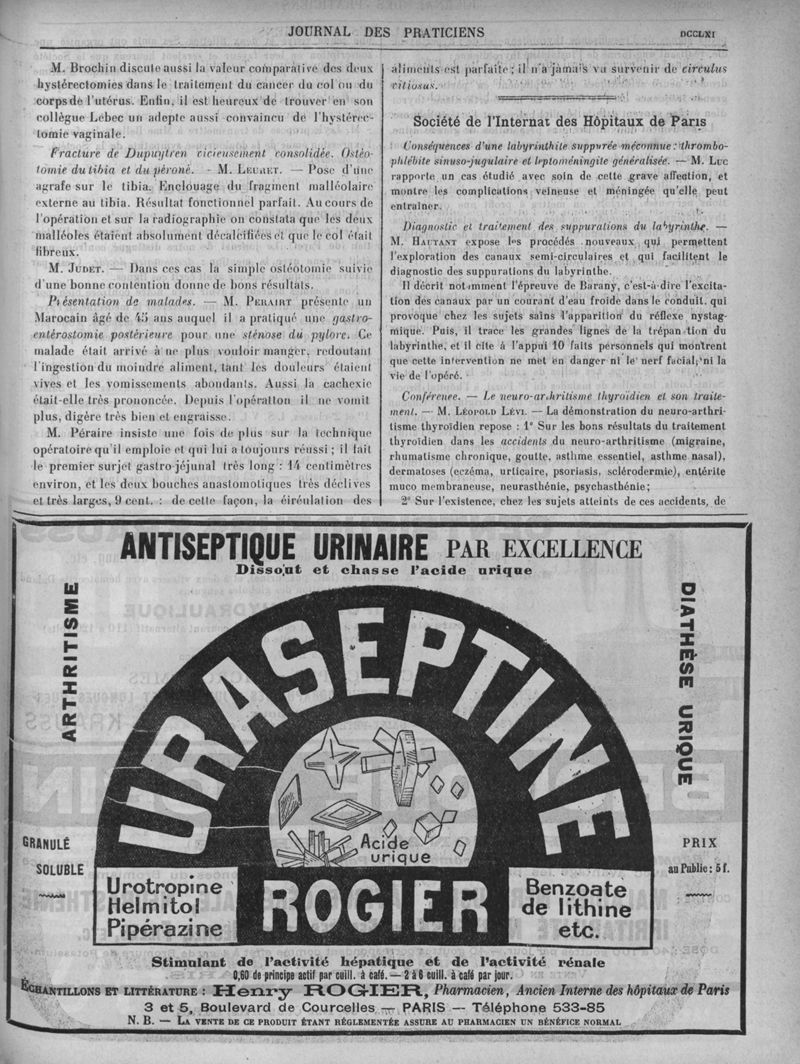 JOURNAL DES PRATICIENS
DCCLXI
M. Brochin discute aussi la valeur comparative des deux
hystérectomies dans le traitement du cancer du col ou du
corps de l'utérus. Enfin, il est heureux de trouver en son
collègue Lebec un adepte aussi convaincu de l'hystérec-
tomie vaginale.
Fracture de Dupuytren vicieusement consolidée. Ostéo-
tomie du tibia et du péroné. - M. LEURET. — Pose d'une
agrafe sur le tibia. Enclouage du fragment malléolaire
externe au tibia. Résultat fonctionnel parfait. Au cours de
l'opération et sur la radiographie on constata que les deux
malléoles étaient absolument décalcifiées et que le col était
fibreux.
M. JUDET. — Dans ces cas la simple ostéotomie suivie
d'une bonne contention donne de bons résultats.
Présentation de malades. — M. PERAIRE présente un
Marocain âgé de 45 ans auquel il a pratiqué une gastro-
entérostomie postérieure pour une sténose du pylore. Ce
malade était arrivé à ne plus vouloir manger, redoutant
l'ingestion du moindre aliment, tant les douleurs étaient
vives et les vomissements abondants. Aussi la cachexie
était-elle très prononcée. Depuis l'opération il ne vomit
plus, digère très bien et engraisse.
M. Péraire insiste une fois de plus sur la technique
opératoire qu'il emploie et qui lui a toujours réussi ; il fait
le premier surjet gastro-jéjunal très long : 14 centimètres
environ, et les deux bouches anastomotiques très déclives
et très larges, 9 cent. : de cette façon, la circulation des
aliments est parfaite ; il n'a jamais vu survenir de circulus
vitiosus.
Société de l'Internat des Hôpitaux de Paris
Conséquences d'une labyrinthite suppurée méconnue : thrombo-
phlébite sinuso-jugulaire et leptoméningite généralisée. — M. LUC
rapporte un cas étudié avec soin de cette grave affection, et
montre les complications veineuse et méningée qu'elle peut
entraîner.
Diagnostic et traitement des suppurations du labyrinthe. —
M. HAUTANT expose les procédés nouveaux qui permettent
l'exploration des canaux semi-circulaires et qui facilitent le
diagnostic des suppurations du labyrinthe.
Il décrit notamment l'épreuve de Barany, c'est-à-dire l'excita-
tion des canaux par un courant d'eau froide dans le conduit. qui
provoque chez les sujets sains l'apparition du réflexe nystag-
mique. Puis, il trace les grandes lignes de la trépanation du
labyrinthe, et il cite à l'appui 10 faits personnels qui montrent
que cette intervention ne met en danger ni le nerf facial, ni la
vie de l'opéré.
Conférence. — Le neuro-arthritisme thyroïdien et son traite-
ment. — M. LÉOPOLD LÉVI. — La démonstration du neuro-arthri-
tisme thyroïdien repose : 1° Sur les bons résultats du traitement
thyroïdien dans les accidents du neuro-arthritisme (migraine,
rhumatisme chronique, goutte, asthme essentiel, asthme nasal),
dermatoses (eczéma, urticaire, psoriasis, sclérodermie), entérite
muco membraneuse, neurasthénie, psychasthénie;
2° Sur l'existence, chez les sujets atteints de ces accidents, de
ANTISEPTIQUE URINAIRE PAR EXCELLENCE
Dissout et chasse l'acide urique
ARTHRITISME
DIATHÈSE URIQUE
URASEPTINE
Acide
urique
GRANULÉ
SOLUBLE
PRIX
au Public : 5 f.
Urotropine
Helmitol
Pipérazine
ROGIER
Benzoate
de lithine
etc.
Stimulant de l'activité hépatique et de l'activité rénale
0,60 de principe actif par cuill. à café. — 2 à 6 cuill. à café par jour.
ÉCHANTILLONS ET LITTÉRATURE : Henry ROGIER, Pharmacien, Ancien Interne des hôpitaux de Paris
3 et 5, Boulevard de Courcelles — PARIS — Téléphone 533-85
N. B. — LA VENTE DE CE PRODUIT ÉTANT RÉGLEMENTÉE ASSURE AU PHARMACIEN UN BÉNÉFICE NORMAL